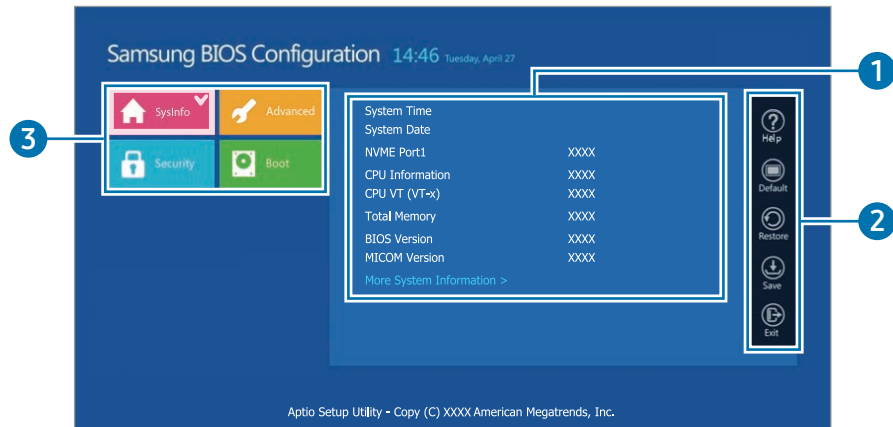 Samsung BIOS Configuration 14:46 Tuesday, April 27
1
3
SysInfo
Advanced
Security
Boot
System Time
System Date
NVME Port1 XXXX
CPU Information XXXX
CPU VT (VT-x) XXXX
Total Memory XXXX
BIOS Version XXXX
MICOM Version XXXX
More System Information >
Help
Default
Restore
Save
Exit
2
Aptio Setup Utility - Copy (C) XXXX American Megatrends, Inc.